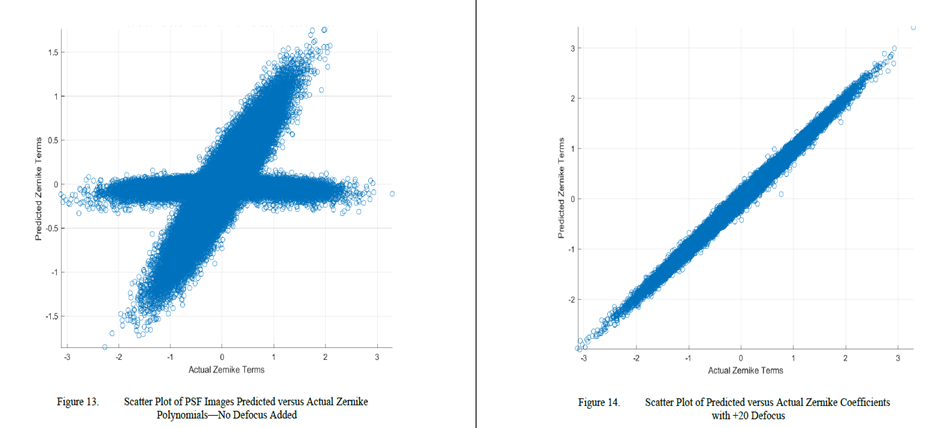 1.5
1
0.5
0
-0.5
-1
-1.5
Predicted Zernike Terms
-3 -2 -1 0 1 2 3
Actual Zernike Terms
Figure 13. Scatter Plot of PSF Images Predicted versus Actual Zernike
Polynomials—No Defocus Added
3
2
1
0
-1
-2
Predicted Zernike Terms
-3 -2 -1 0 1 2 3
Actual Zernike Terms
Figure 14. Scatter Plot of Predicted versus Actual Zernike Coefficients
with +20 Defocus